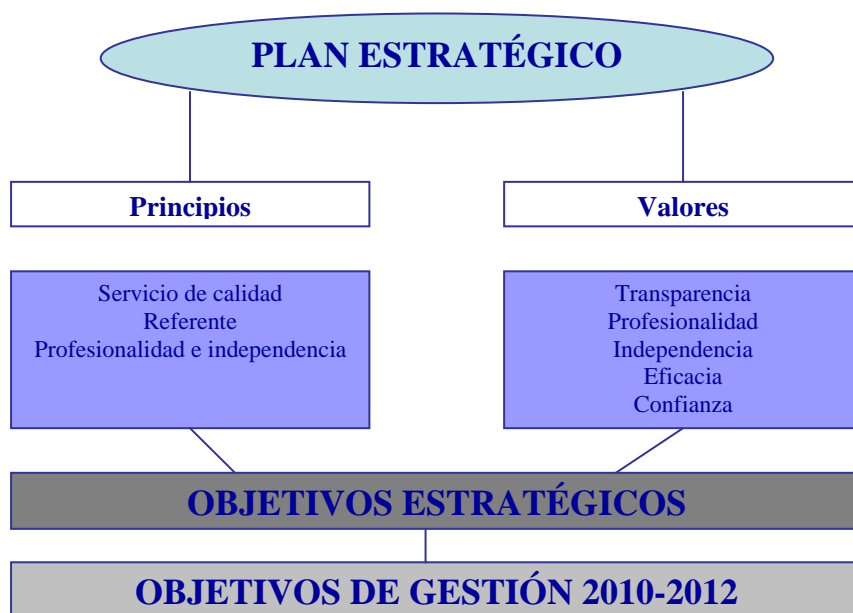 PLAN ESTRATÉGICO
Principios
Valores
Servicio de calidad
Referente
Profesionalidad e independencia
Transparencia
Profesionalidad
Independencia
Eficacia
Confianza
OBJETIVOS ESTRATÉGICOS
OBJETIVOS DE GESTIÓN 2010-2012